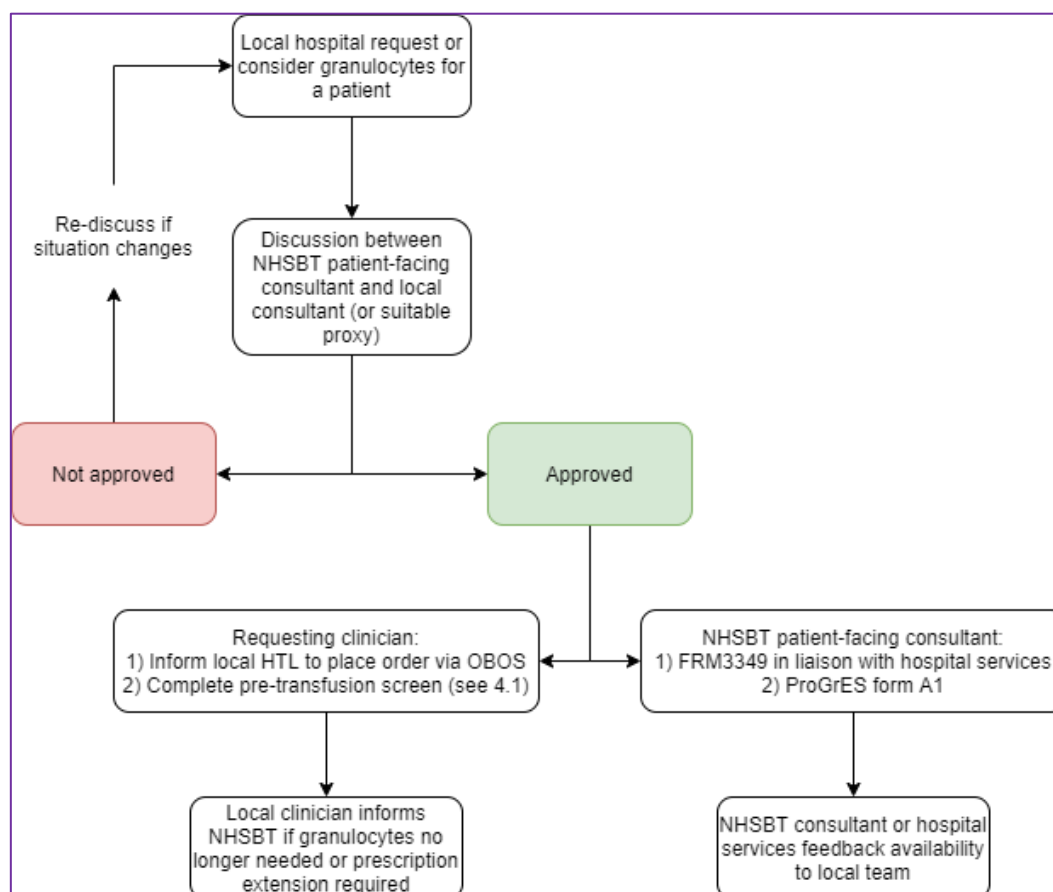 Local hospital request or
consider granulocytes for
a patient
Re-discuss if
situation changes
Discussion between
NHSBT patient-facing
consultant and local
consultant (or suitable
proxy)
Not approved
Approved
Requesting clinician:
1) Inform local HTL to place order via OBOS
2) Complete pre-transfusion screen (see 4.1)
NHSBT patient-facing consultant:
1) FRM3349 in liaison with hospital services
2) ProGrES form A1
Local clinician informs
NHSBT if granulocytes no
longer needed or prescription
extension required
NHSBT consultant or hospital
services feedback availability
to local team